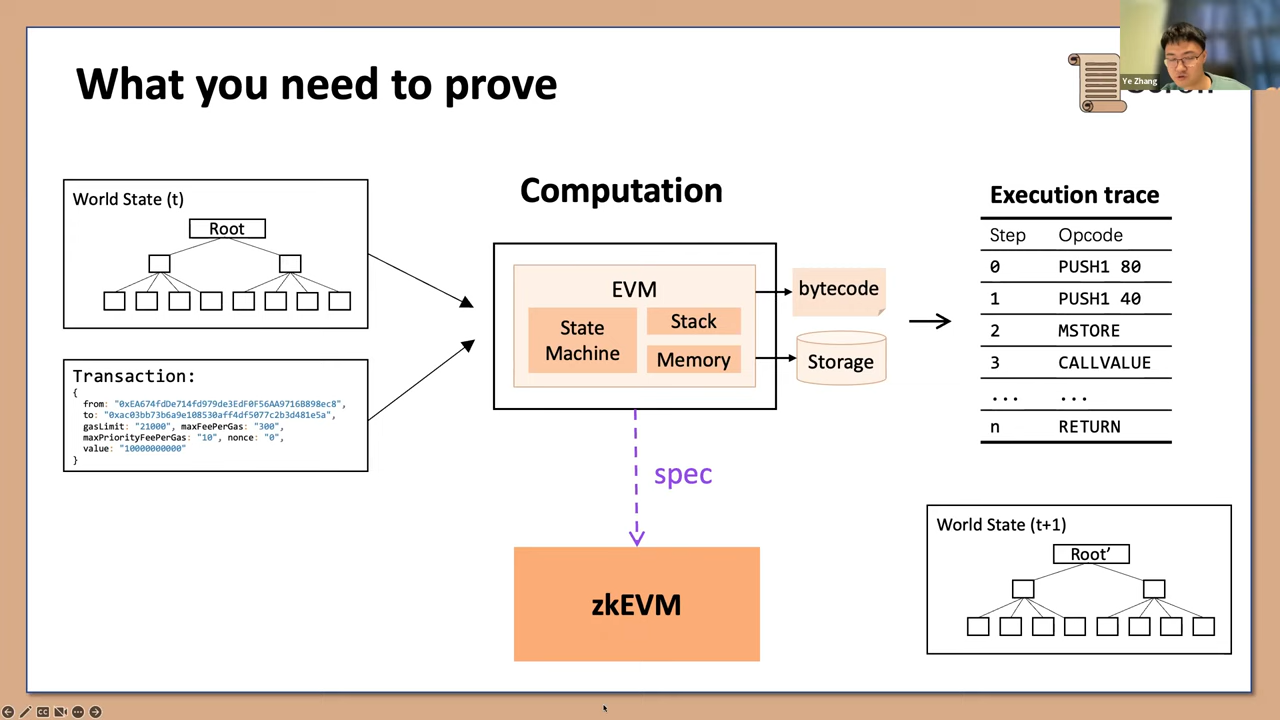 What you need to prove
Ye Zhang
World State (t)
Root
Transaction:
{
from: "0xEA674fdDe714fd979de3EdF0F56AA9716B898ec8",
to: "0xac03bb73b6a9e108530aff4df5077c2b3d481e5a",
gasLimit: "21000", maxFeePerGas: "300",
maxPriorityFeePerGas: "10", nonce: "0",
value: "10000000000"
}
Computation
EVM
State
Machine
Stack
Memory
bytecode
Storage
spec
zkEVM
Execution trace
Step Opcode
0 PUSH1 80
1 PUSH1 40
2 MSTORE
3 CALLVALUE
... ...
n RETURN
World State (t+1)
Root’